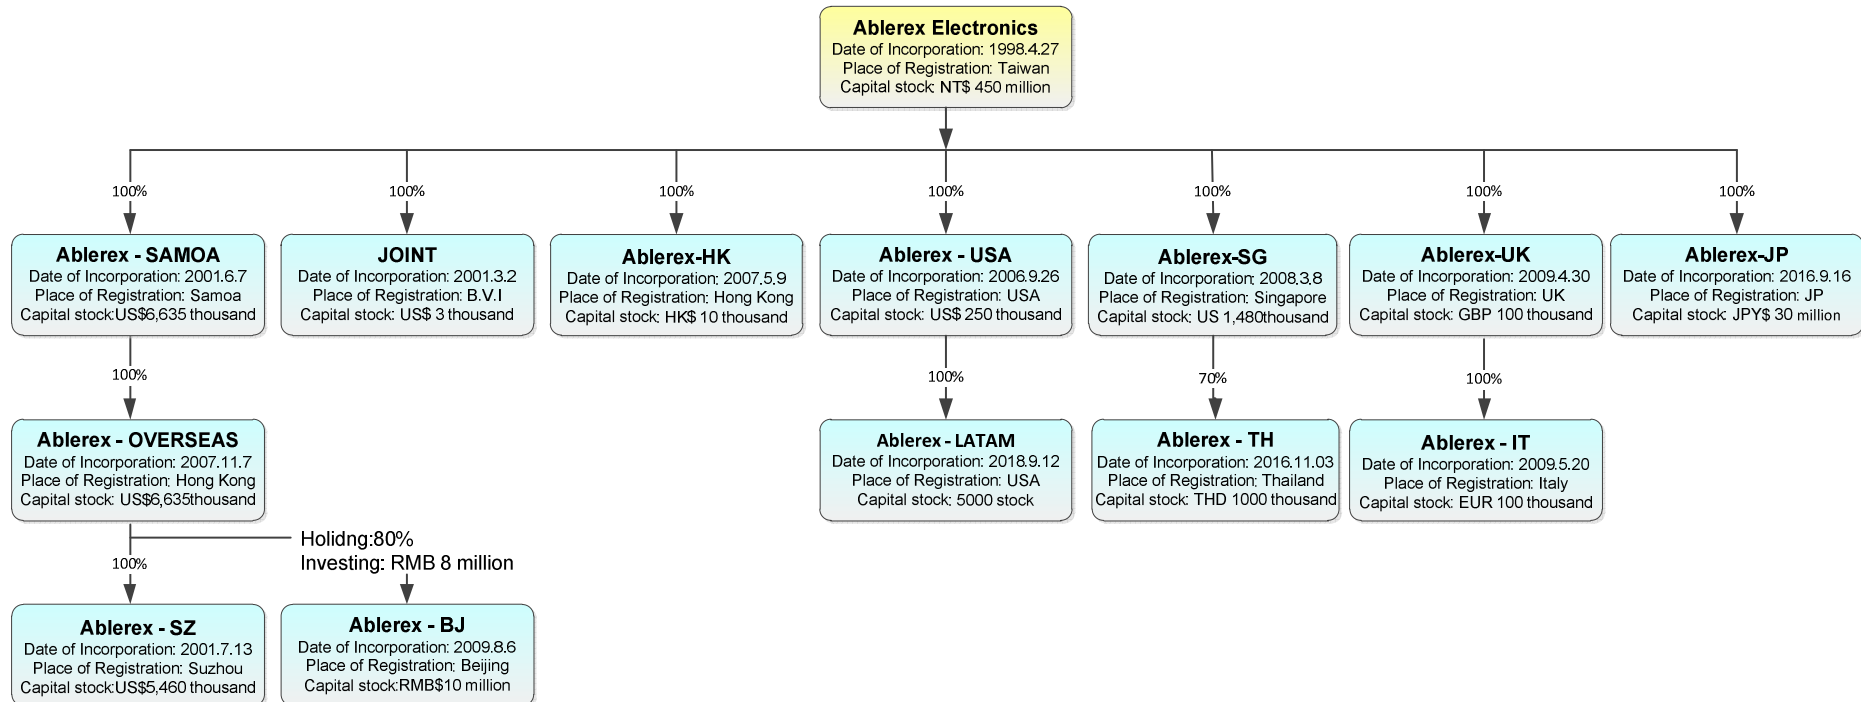 Ablerex Electronics
Date of Incorporation: 1998.4.27
Place of Registration: Taiwan
Capital stock: NT$ 450 million
100%
100%
100%
100%
100%
100%
100%
Ablerex - SAMOA
Date of Incorporation: 2001.6.7
Place of Registration: Samoa
Capital stock:US$6,635 thousand
JOINT
Date of Incorporation: 2001.3.2
Place of Registration: B.V.I
Capital stock: US$ 3 thousand
Ablerex-HK
Date of Incorporation: 2007.5.9
Place of Registration: Hong Kong
Capital stock: HK$ 10 thousand
Ablerex - USA
Date of Incorporation: 2006.9.26
Place of Registration: USA
Capital stock: US$ 250 thousand
Ablerex-SG
Date of Incorporation: 2008.3.8
Place of Registration: Singapore
Capital stock: US 1,480thousand
Ablerex-UK
Date of Incorporation: 2009.4.30
Place of Registration: UK
Capital stock: GBP 100 thousand
Ablerex-JP
Date of Incorporation: 2016.9.16
Place of Registration: JP
Capital stock: JPY$ 30 million
100%
100%
70%
100%
Ablerex - OVERSEAS
Date of Incorporation: 2007.11.7
Place of Registration: Hong Kong
Capital stock: US$6,635thousand
Ablerex - LATAM
Date of Incorporation: 2018.9.12
Place of Registration: USA
Capital stock: 5000 stock
Ablerex - TH
Date of Incorporation: 2016.11.03
Place of Registration: Thailand
Capital stock: THD 1000 thousand
Ablerex - IT
Date of Incorporation: 2009.5.20
Place of Registration: Italy
Capital stock: EUR 100 thousand
Holidng:80%
Investing: RMB 8 million
100%
Ablerex - SZ
Date of Incorporation: 2001.7.13
Place of Registration: Suzhou
Capital stock:US$5,460 thousand
Ablerex - BJ
Date of Incorporation: 2009.8.6
Place of Registration: Beijing
Capital stock:RMB$10 million